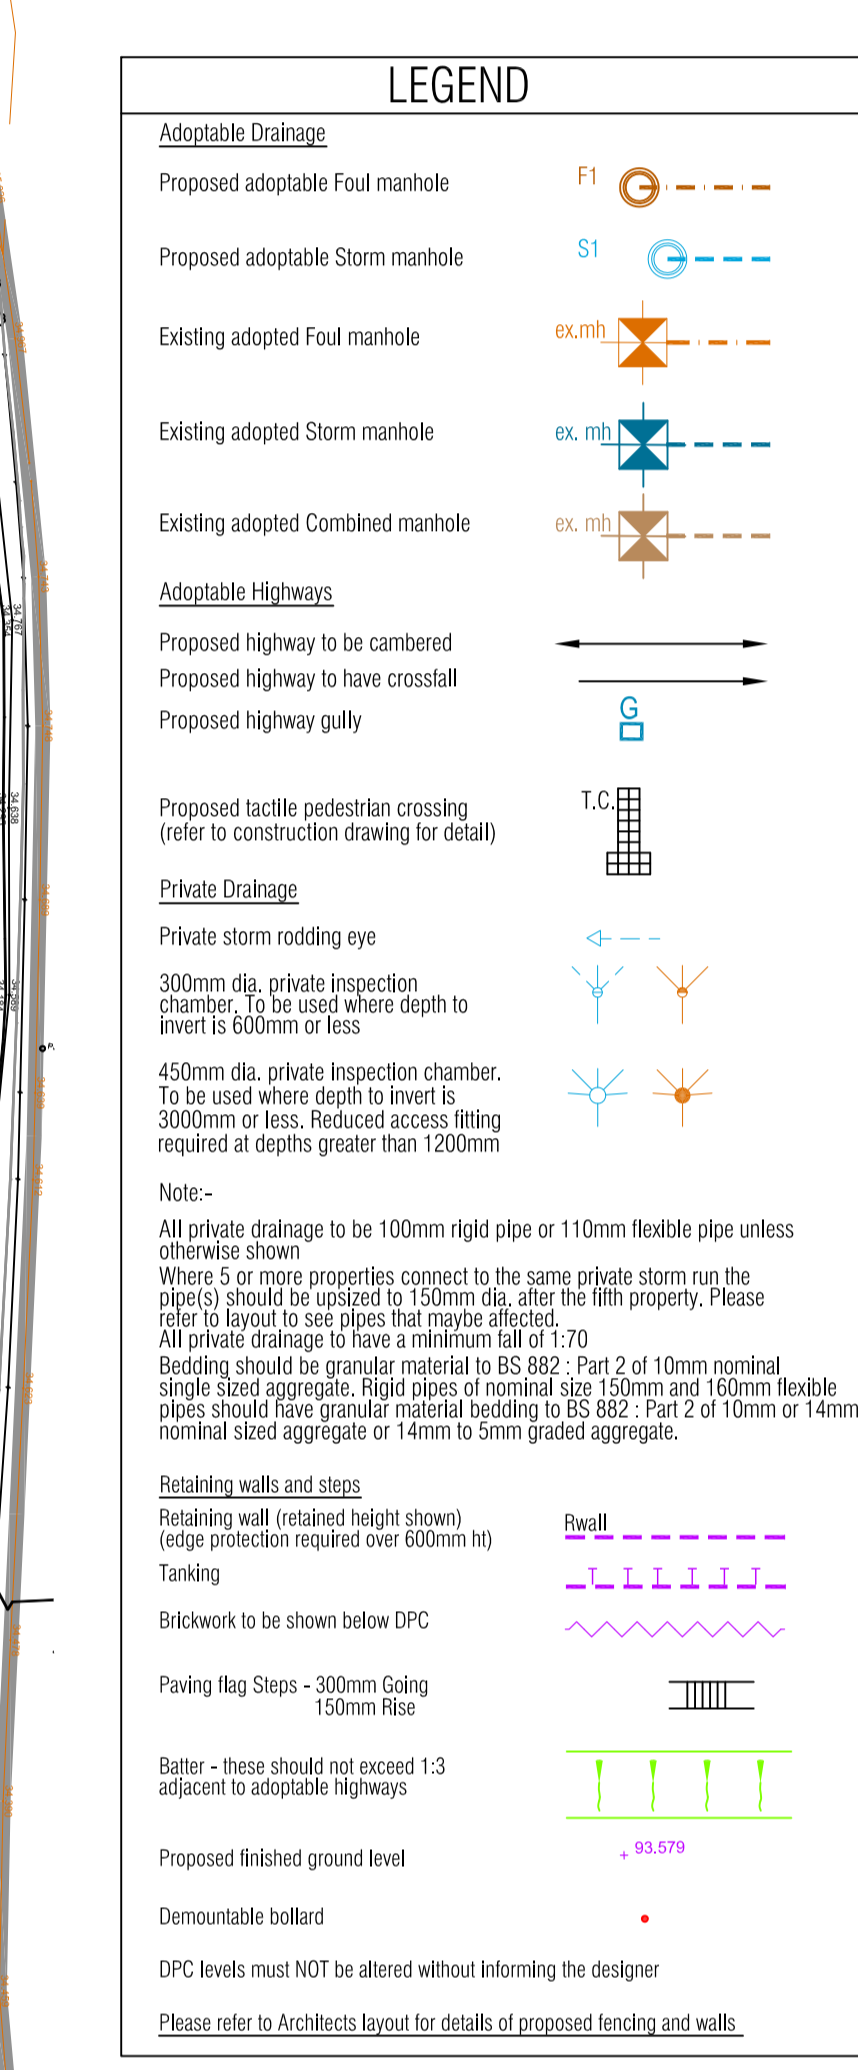 LEGEND
Adoptable Drainage
Proposed adoptable Foul manhole F1
Proposed adoptable Storm manhole S1
Existing adopted Foul manhole ex.mh
Existing adopted Storm manhole ex. mh
Existing adopted Combined manhole ex. mh
Adoptable Highways
Proposed highway to be cambered
Proposed highway to have crossfall
Proposed highway gully G
Proposed tactile pedestrian crossing T.C.
(refer to construction drawing for detail)
Private Drainage
Private storm rodding eye
300mm dia. private inspection
chamber. To be used where depth to
invert is 600mm or less
450mm dia. private inspection chamber.
To be used where depth to invert is
3000mm or less. Reduced access fitting
required at depths greater than 1200mm
Note:-
All private drainage to be 100mm rigid pipe or 110mm flexible pipe unless
otherwise shown
Where 5 or more properties connect to the same private storm run the
pipe(s) should be upsized to 150mm dia. after the fifth property. Please
refer to layout to see pipes that maybe affected.
All private drainage to have a minimum fall of 1:70
Bedding should be granular material to BS 882 : Part 2 of 10mm nominal
single sized aggregate. Rigid pipes of nominal size 150mm and 160mm flexible
pipes should have granular material bedding to BS 882 : Part 2 of 10mm or 14mm
nominal sized aggregate or 14mm to 5mm graded aggregate.
Retaining walls and steps
Retaining wall (retained height shown) Rwall
(edge protection required over 600mm ht)
Tanking T T T T T T
Brickwork to be shown below DPC
Paving flag Steps - 300mm Going
150mm Rise
Batter - these should not exceed 1:3
adjacent to adoptable highways
Proposed finished ground level + 93.579
Demountable bollard
DPC levels must NOT be altered without informing the designer
Please refer to Architects layout for details of proposed fencing and walls
34.767
34.638